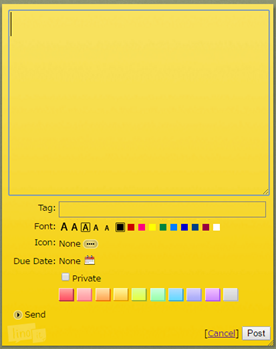 Tag:
Font: A A A A A
Icon: None
Due Date: None
Private
Send
[Cancel] Post